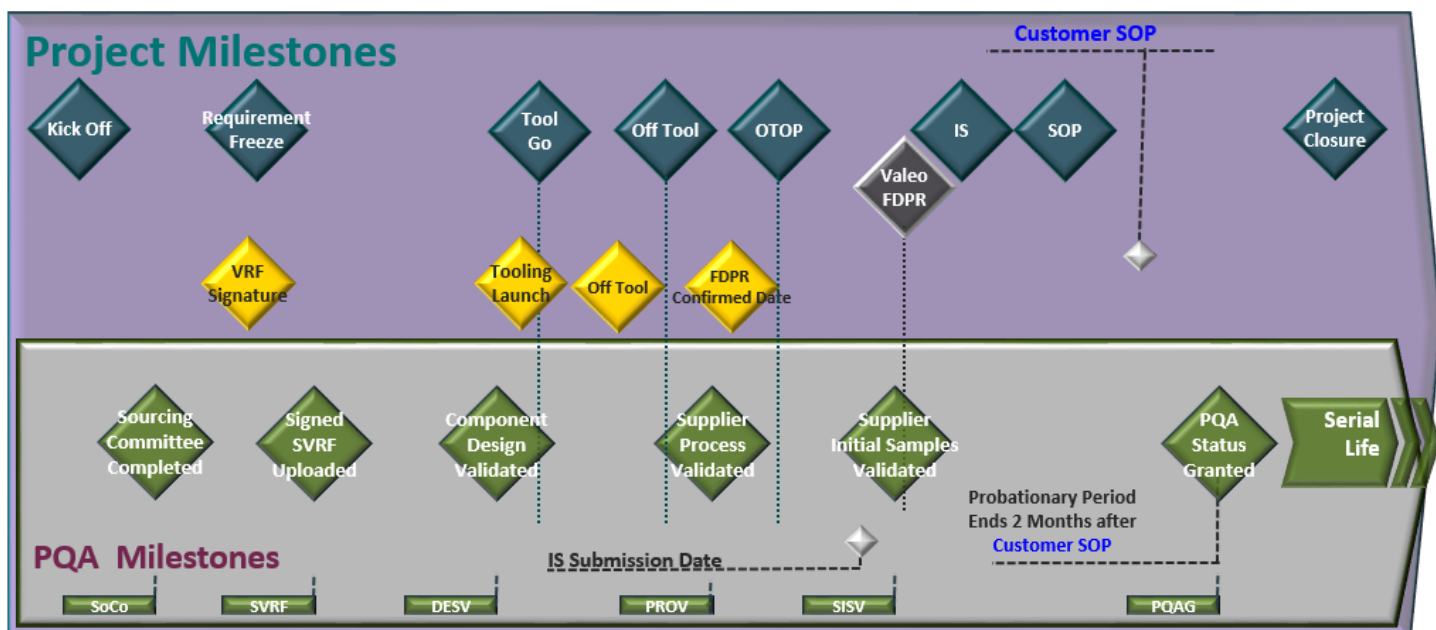 Project Milestones
Customer SOP
Kick Off
Requirement
Freeze
Tool
Go
Off Tool
OTOP
IS
SOP
Project
Closure
Valeo
FDPR
VRF
Signature
Tooling
Launch
Off Tool
FDPR
Confirmed Date
Sourcing
Committee
Completed
Signed
SVRF
Uploaded
Component
Design
Validated
Supplier
Process
Validated
Supplier
Initial Samples
Validated
PQA
Status
Granted
Serial
Life
Probationary Period
Ends 2 Months after
Customer SOP
PQA Milestones
IS Submission Date
SoCo
SVRF
DESV
PROV
SISV
PQAG